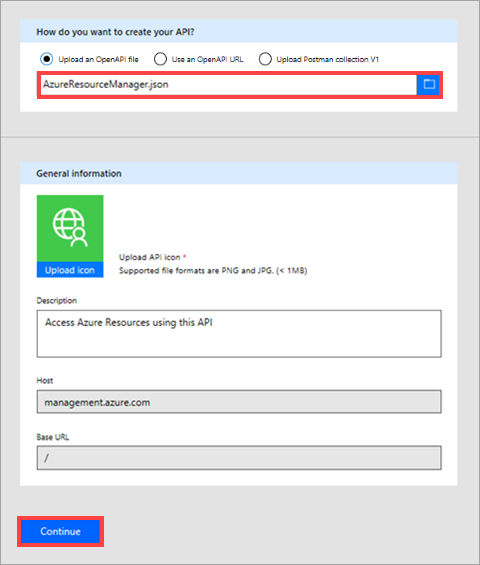 How do you want to create your API?
Upload an OpenAPI file Use an OpenAPI URL Upload Postman collection V1
AzureResourceManager.json
General information
Upload icon
Upload API icon *
Supported file formats are PNG and JPG. (< 1MB)
Description
Access Azure Resources using this API
Host
management.azure.com
Base URL
/
Continue